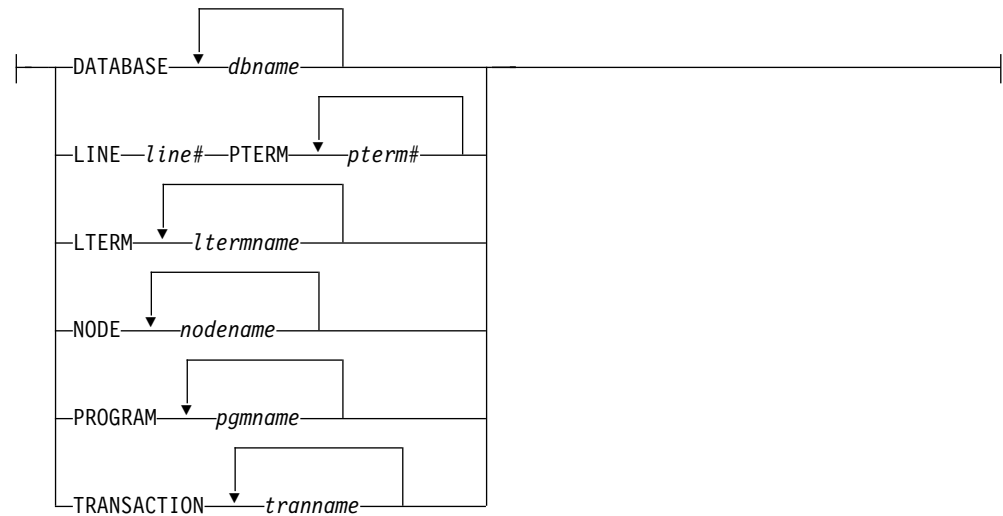 DATABASE dbname
LINE line# PTERM pterm#
LTERM ltermname
NODE nodename
PROGRAM pgmname
TRANSACTION tranname